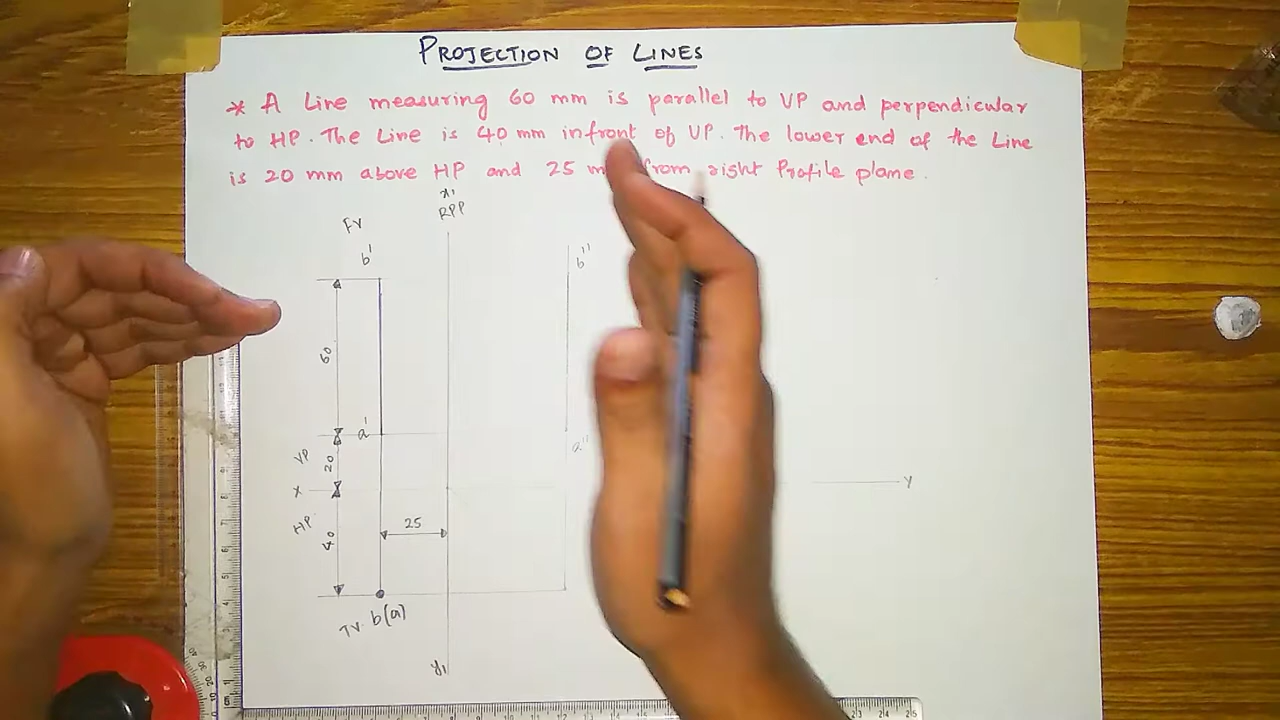 PROJECTION OF LINES
* A Line measuring 60 mm is parallel to VP and perpendicular
to HP. The Line is 40 mm infront of VP. The lower end of the Line
is 20 mm above HP and 25 from right Profile plane.
x1
RPP
FV
b'
b''
60
a'
a''
VP
20
X
Y
HP
40
25
TV b(a)
y1